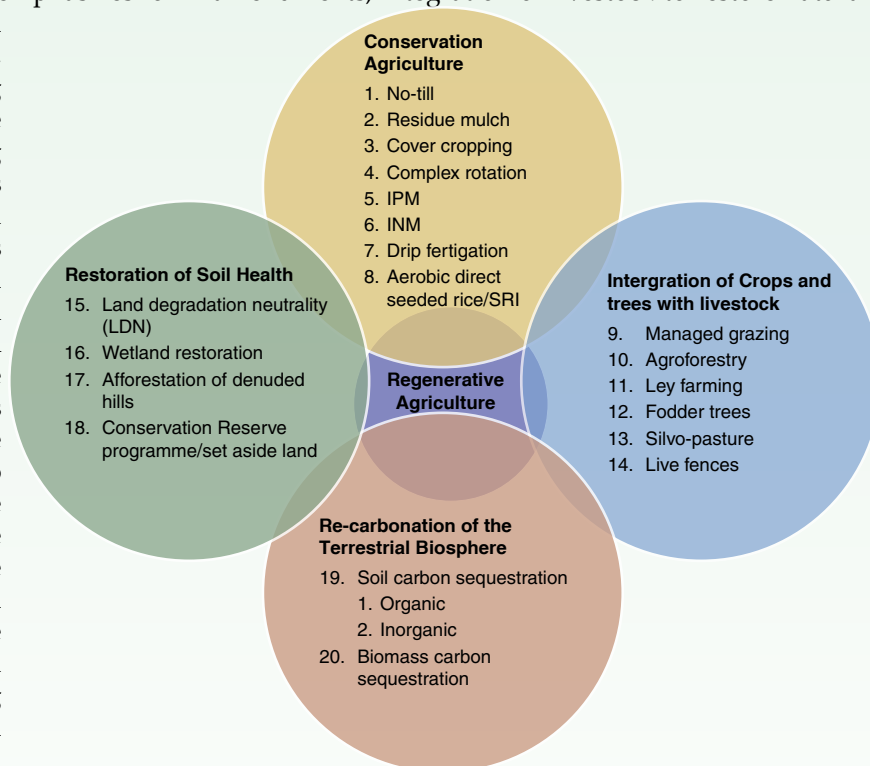 Conservation
Agriculture
1. No-till
2. Residue mulch
3. Cover cropping
4. Complex rotation
5. IPM
6. INM
7. Drip fertigation
8. Aerobic direct
seeded rice/SRI
Restoration of Soil Health
15. Land degradation neutrality
(LDN)
16. Wetland restoration
17. Afforestation of denuded
hills
18. Conservation Reserve
programme/set aside land
Regenerative
Agriculture
Intergration of Crops and
trees with livestock
9. Managed grazing
10. Agroforestry
11. Ley farming
12. Fodder trees
13. Silvo-pasture
14. Live fences
Re-carbonation of the
Terrestrial Biosphere
19. Soil carbon sequestration
1. Organic
2. Inorganic
20. Biomass carbon
sequestration